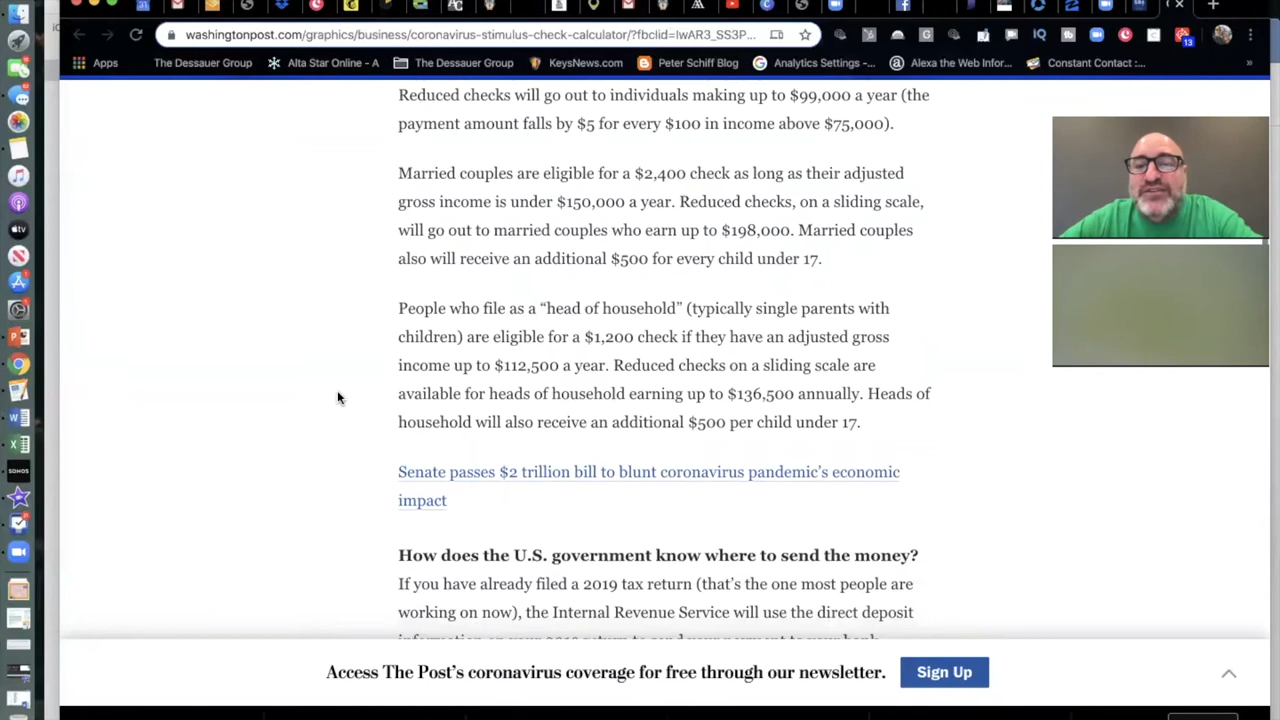 washingtonpost.com/graphics/business/coronavirus-stimulus-check-calculator/?fbclid=IwAR3_SS3P...
13
Apps The Dessauer Group Alta Star Online - A The Dessauer Group KeysNews.com Peter Schiff Blog Analytics Settings -... Alexa the Web Infor... Constant Contact :... »
Reduced checks will go out to individuals making up to $99,000 a year (the
payment amount falls by $5 for every $100 in income above $75,000).
Married couples are eligible for a $2,400 check as long as their adjusted
gross income is under $150,000 a year. Reduced checks, on a sliding scale,
will go out to married couples who earn up to $198,000. Married couples
also will receive an additional $500 for every child under 17.
People who file as a “head of household” (typically single parents with
children) are eligible for a $1,200 check if they have an adjusted gross
income up to $112,500 a year. Reduced checks on a sliding scale are
available for heads of household earning up to $136,500 annually. Heads of
household will also receive an additional $500 per child under 17.
Senate passes $2 trillion bill to blunt coronavirus pandemic’s economic
impact
How does the U.S. government know where to send the money?
If you have already filed a 2019 tax return (that’s the one most people are
working on now), the Internal Revenue Service will use the direct deposit
Access The Post’s coronavirus coverage for free through our newsletter.
Sign Up
tv
SONOS